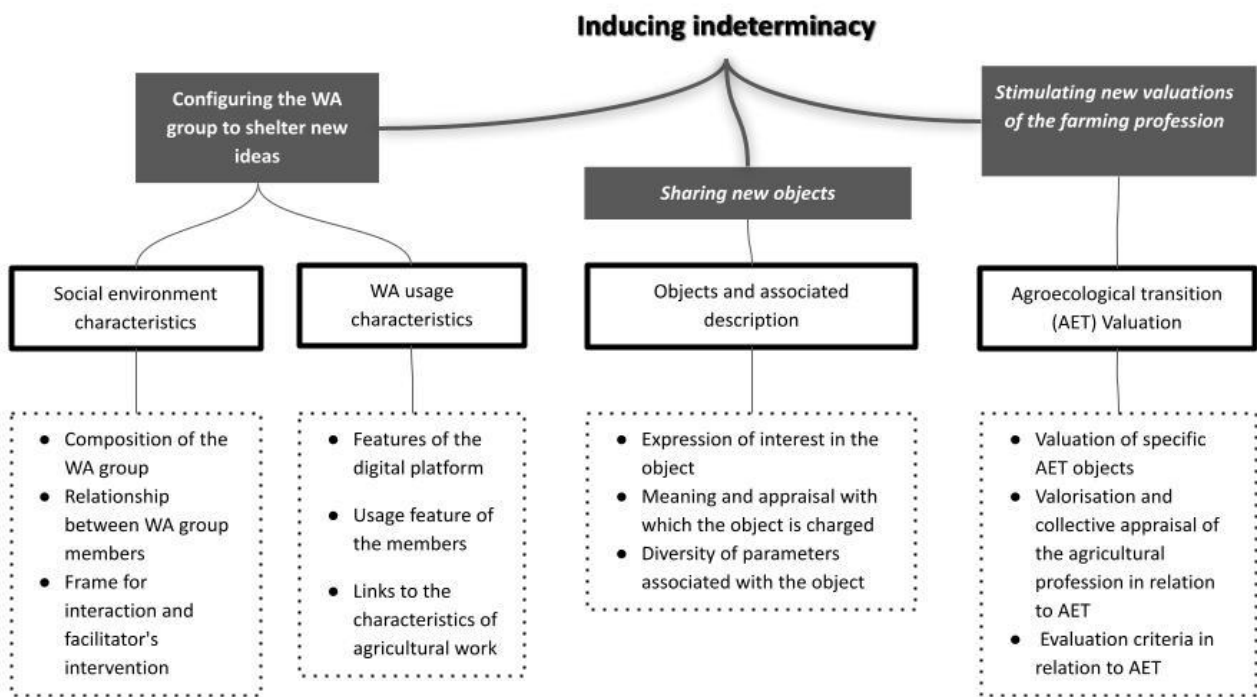 Inducing indeterminacy
Configuring the WA
group to shelter new
ideas
Sharing new objects
Stimulating new valuations
of the farming profession
Social environment
characteristics
WA usage
characteristics
Objects and associated
description
Agroecological transition
(AET) Valuation
● Composition of the
WA group
● Relationship
between WA group
members
● Frame for
interaction and
facilitator's
intervention
● Features of the
digital platform
● Usage feature of
the members
● Links to the
characteristics of
agricultural work
● Expression of interest in the
object
● Meaning and appraisal with
which the object is charged
● Diversity of parameters
associated with the object
● Valuation of specific
AET objects
● Valorisation and
collective appraisal of
the agricultural
profession in relation
to AET
● Evaluation criteria in
relation to AET